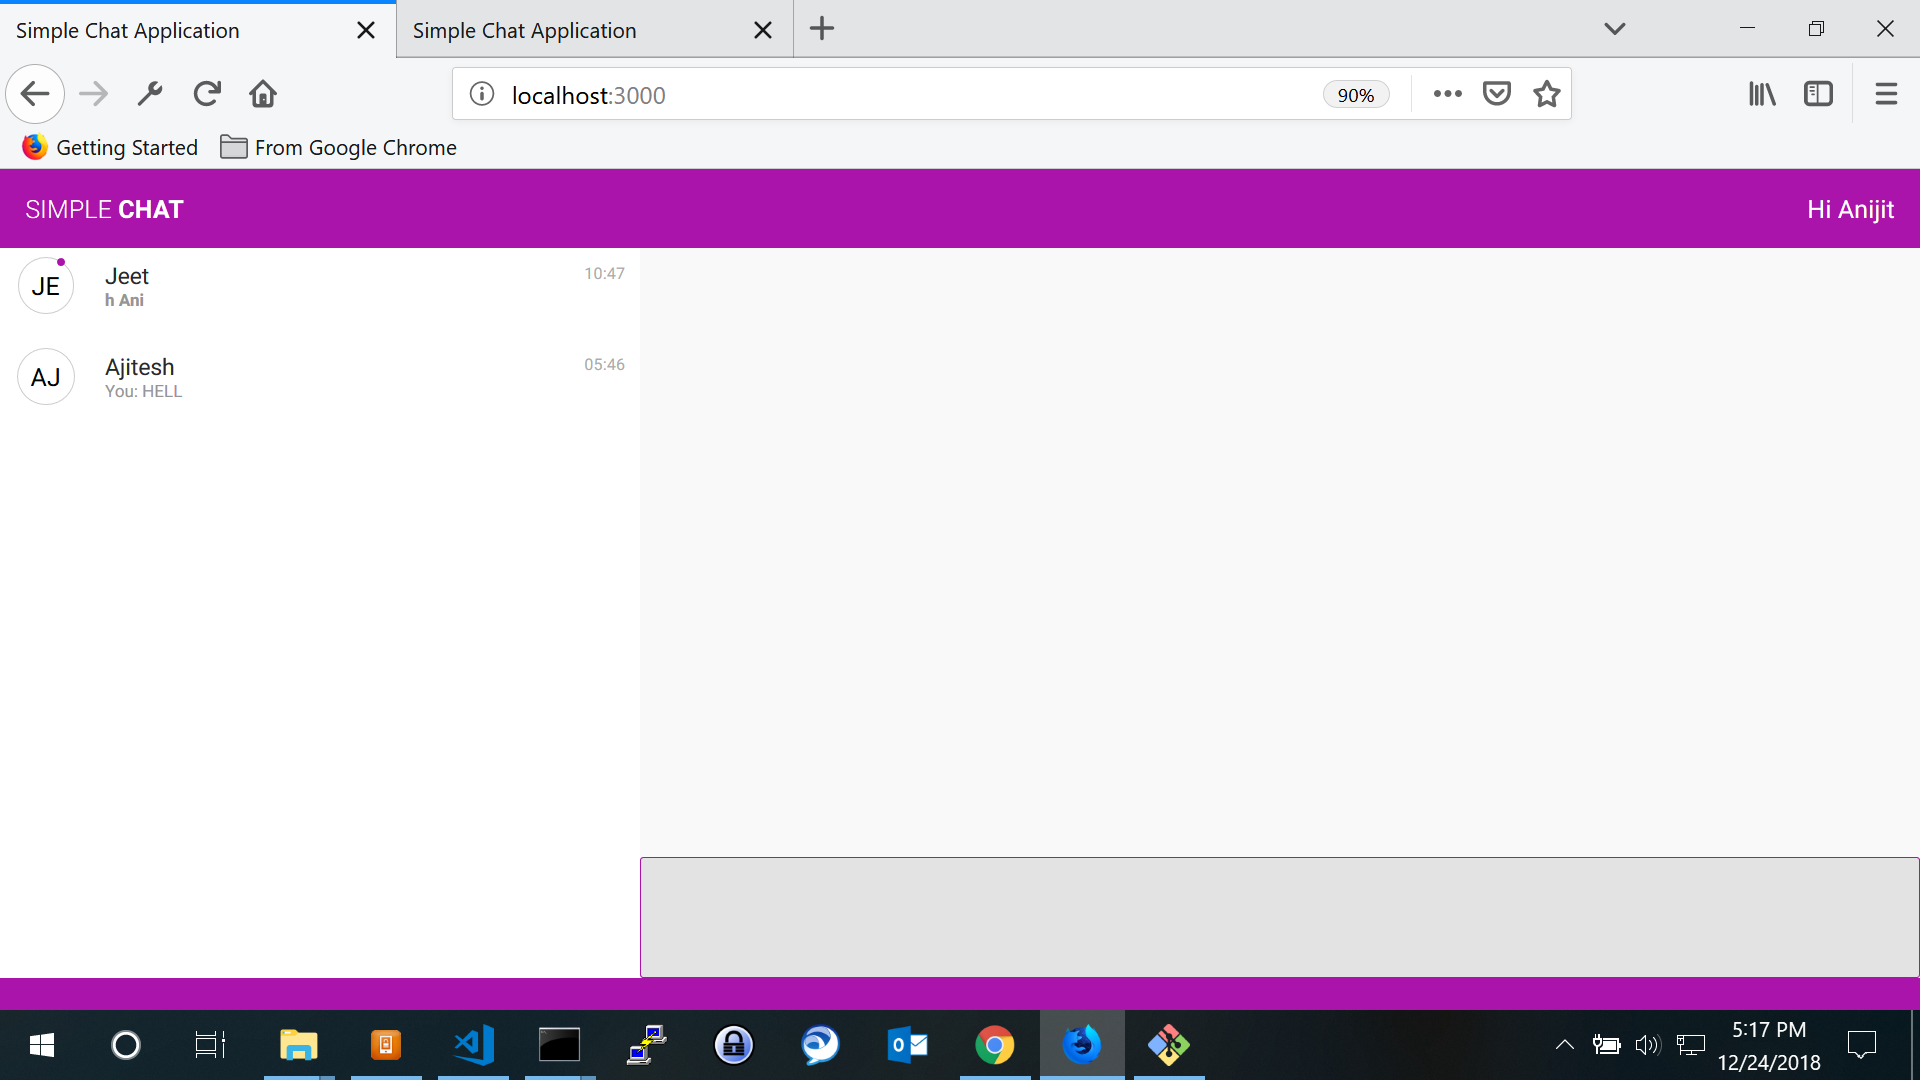 Simple Chat Application
Simple Chat Application
localhost:3000
90%
Getting Started
From Google Chrome
SIMPLE CHAT
Hi Anijit
JE
Jeet
10:47
h Ani
AJ
Ajitesh
05:46
You: HELL
5:17 PM
12/24/2018